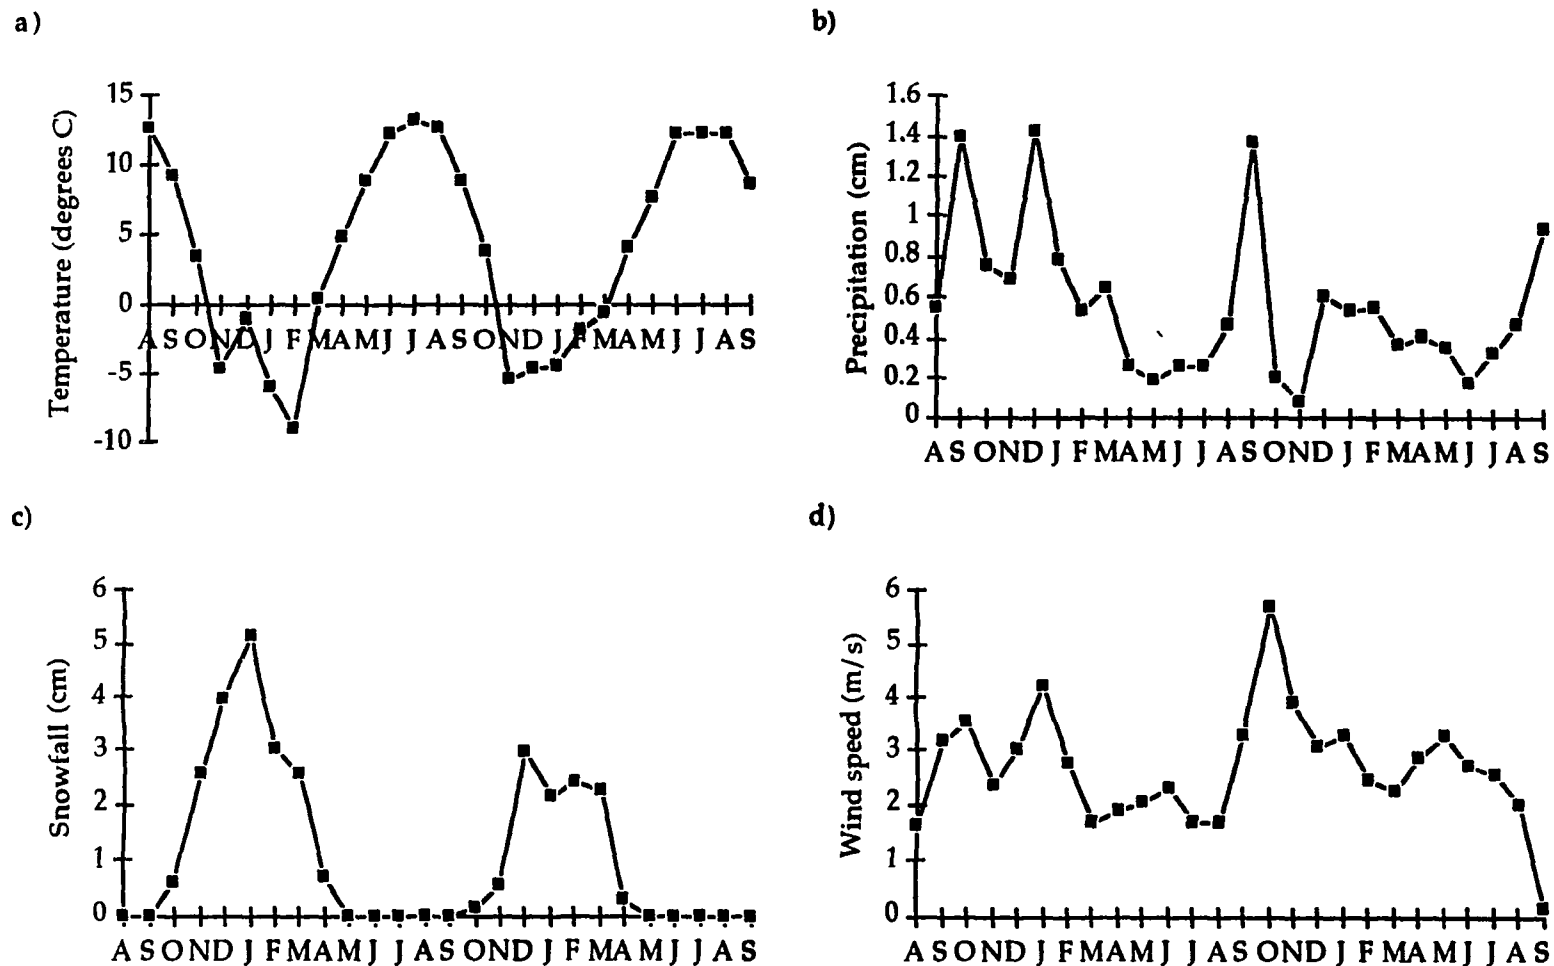 a)
Temperature (degrees C)
15
10
5
0
-5
-10
A S O N D J F M A M J J A S O N D J F M A M J J A S
b)
Precipitation (cm)
1.6
1.4
1.2
1
0.8
0.6
0.4
0.2
0
A S O N D J F M A M J J A S O N D J F M A M J J A S
c)
Snowfall (cm)
6
5
4
3
2
1
0
A S O N D J F M A M J J A S O N D J F M A M J J A S
d)
Wind speed (m/s)
6
5
4
3
2
1
0
A S O N D J F M A M J J A S O N D J F M A M J J A S